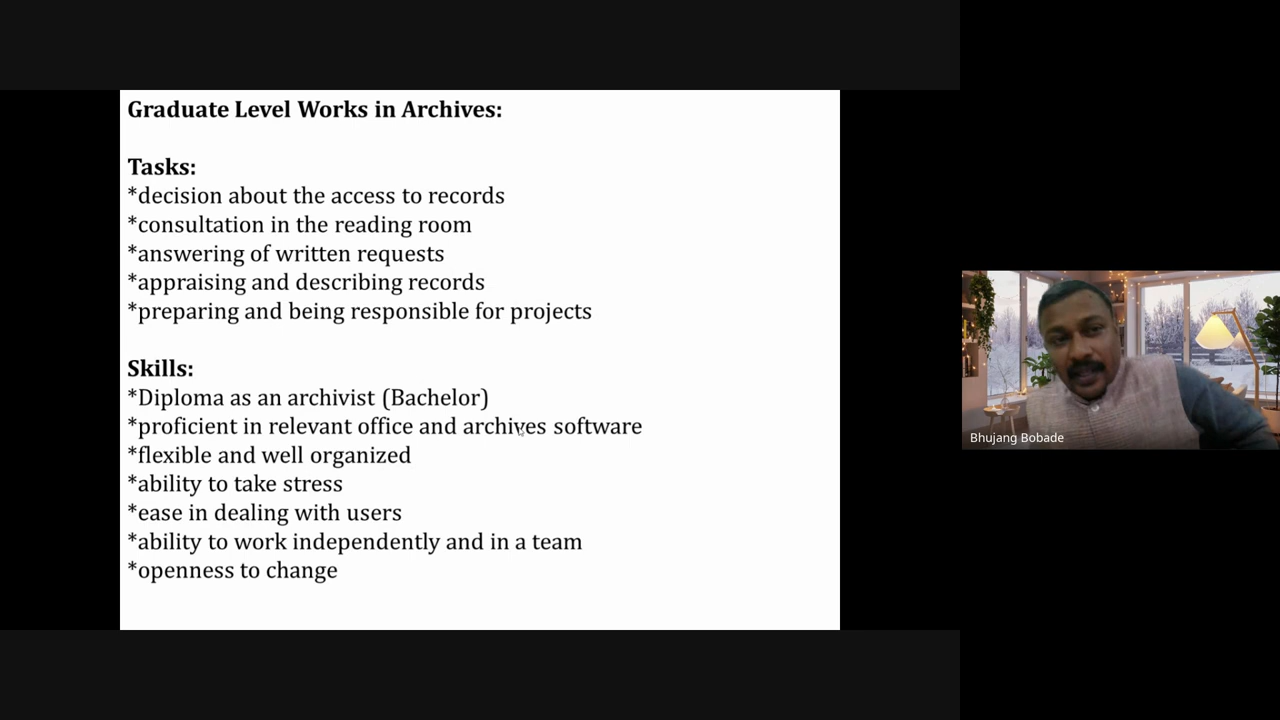 Graduate Level Works in Archives:
Tasks:
*decision about the access to records
*consultation in the reading room
*answering of written requests
*appraising and describing records
*preparing and being responsible for projects
Skills:
*Diploma as an archivist (Bachelor)
*proficient in relevant office and archives software
*flexible and well organized
*ability to take stress
*ease in dealing with users
*ability to work independently and in a team
*openness to change
Bhujang Bobade